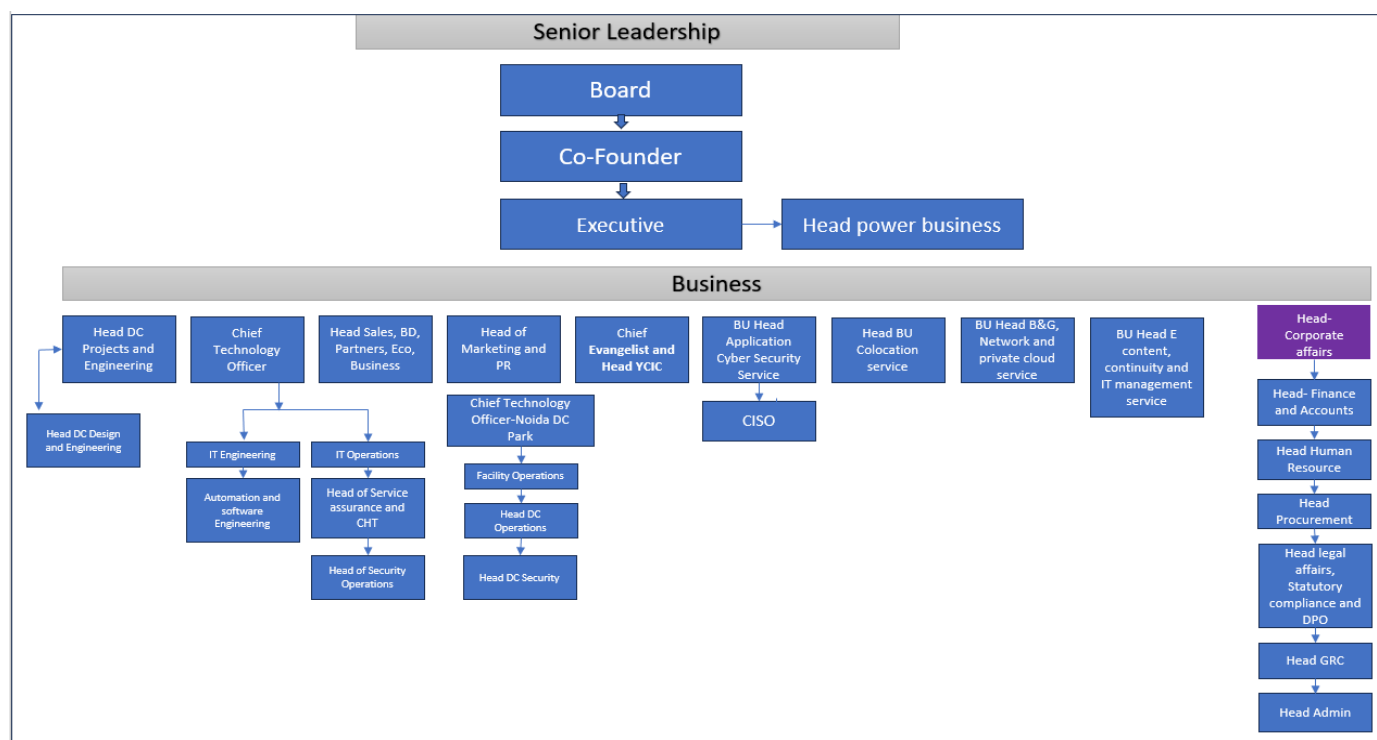 Senior Leadership
Board
Co-Founder
Executive
Head power business
Business
Head DC
Projects and
Engineering
Chief
Technology
Officer
Head Sales, BD,
Partners, Eco,
Business
Head of
Marketing and
PR
Chief
Evangelist and
Head YCIC
BU Head
Application
Cyber Security
Service
Head BU
Colocation
service
BU Head B&G,
Network and
private cloud
service
BU Head E
content,
continuity and
IT management
service
Head-
Corporate
affairs
Head DC Design
and Engineering
IT Engineering
Automation and
software
Engineering
IT Operations
Head of Service
assurance and
CHT
Head of Security
Operations
Chief Technology
Officer-Noida DC
Park
Facility Operations
Head DC
Operations
Head DC Security
CISO
Head- Finance
and Accounts
Head Human
Resource
Head
Procurement
Head legal
affairs,
Statutory
compliance and
DPO
Head GRC
Head Admin